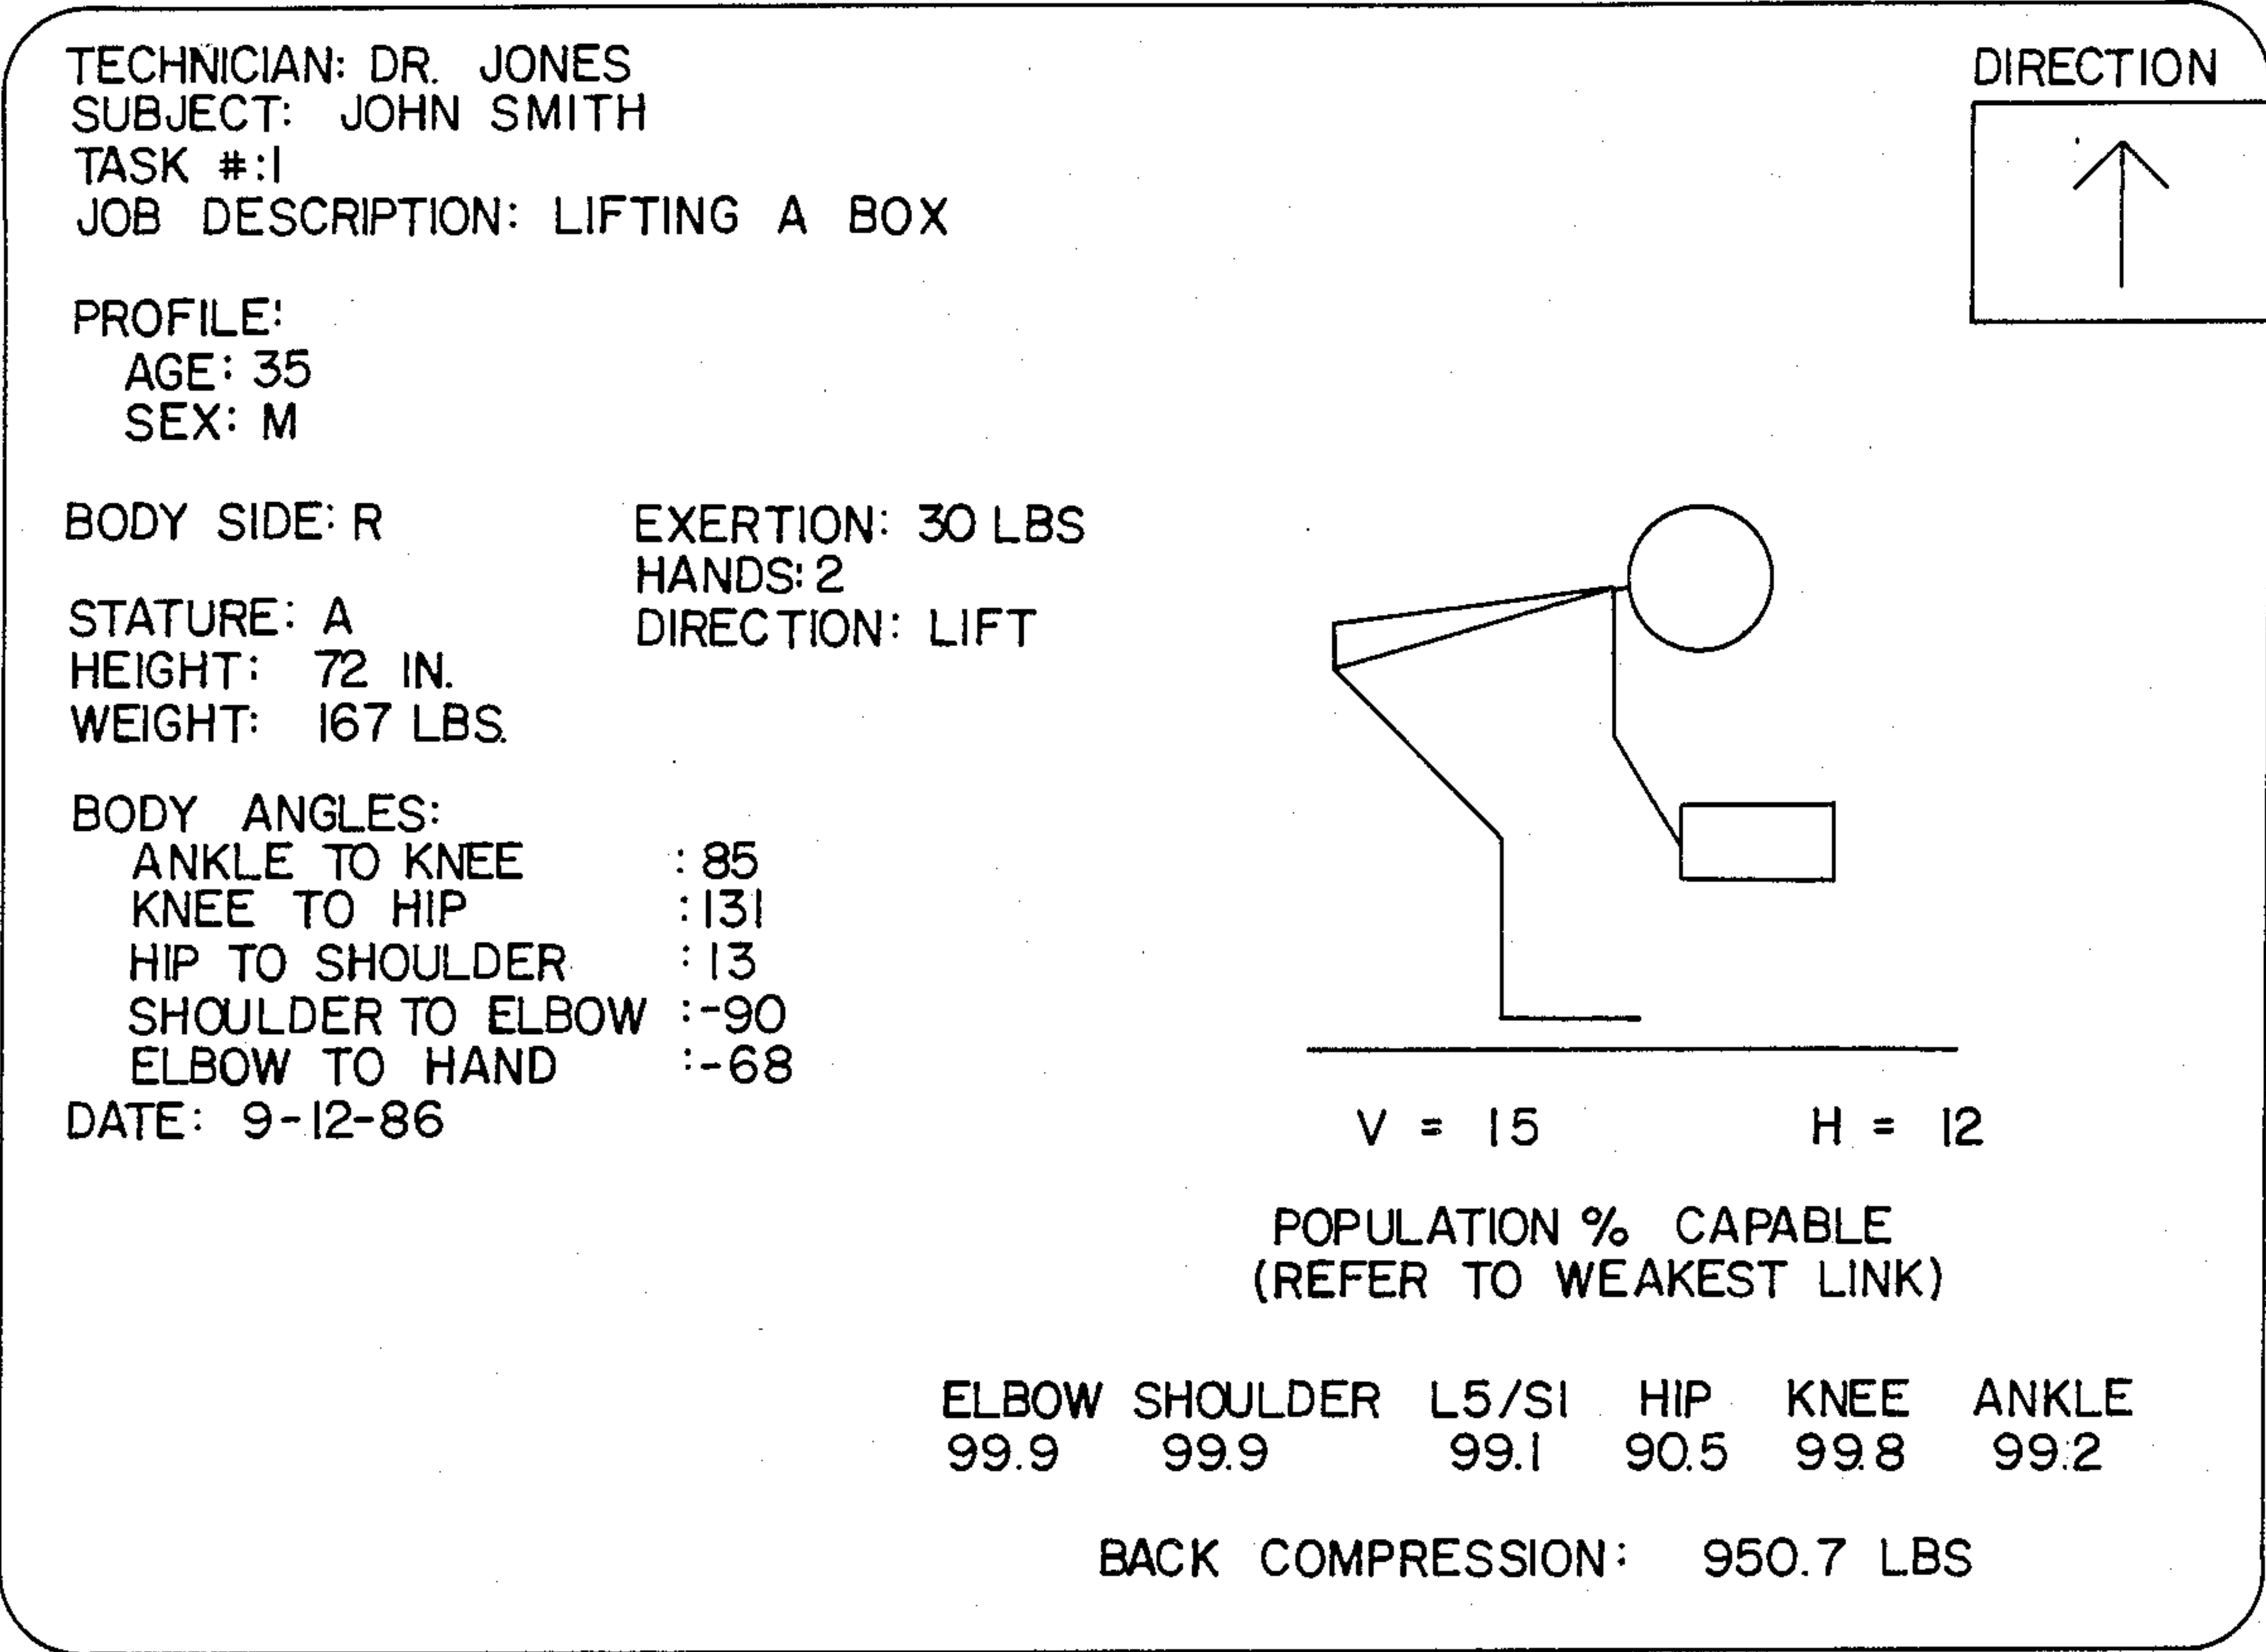 TECHNICIAN: DR. JONES
SUBJECT: JOHN SMITH
TASK #:1
JOB DESCRIPTION: LIFTING A BOX
DIRECTION
PROFILE:
AGE: 35
SEX: M
BODY SIDE: R
STATURE: A
HEIGHT: 72 IN.
WEIGHT: 167 LBS.
EXERTION: 30 LBS
HANDS: 2
DIRECTION: LIFT
BODY ANGLES:
ANKLE TO KNEE : 85
KNEE TO HIP : 131
HIP TO SHOULDER : 13
SHOULDER TO ELBOW :-90
ELBOW TO HAND :-68
DATE: 9-12-86
V = 15 H = 12
POPULATION % CAPABLE
(REFER TO WEAKEST LINK)
ELBOW SHOULDER L5/S1 HIP KNEE ANKLE
99.9 99.9 99.1 90.5 99.8 99.2
BACK COMPRESSION: 950.7 LBS